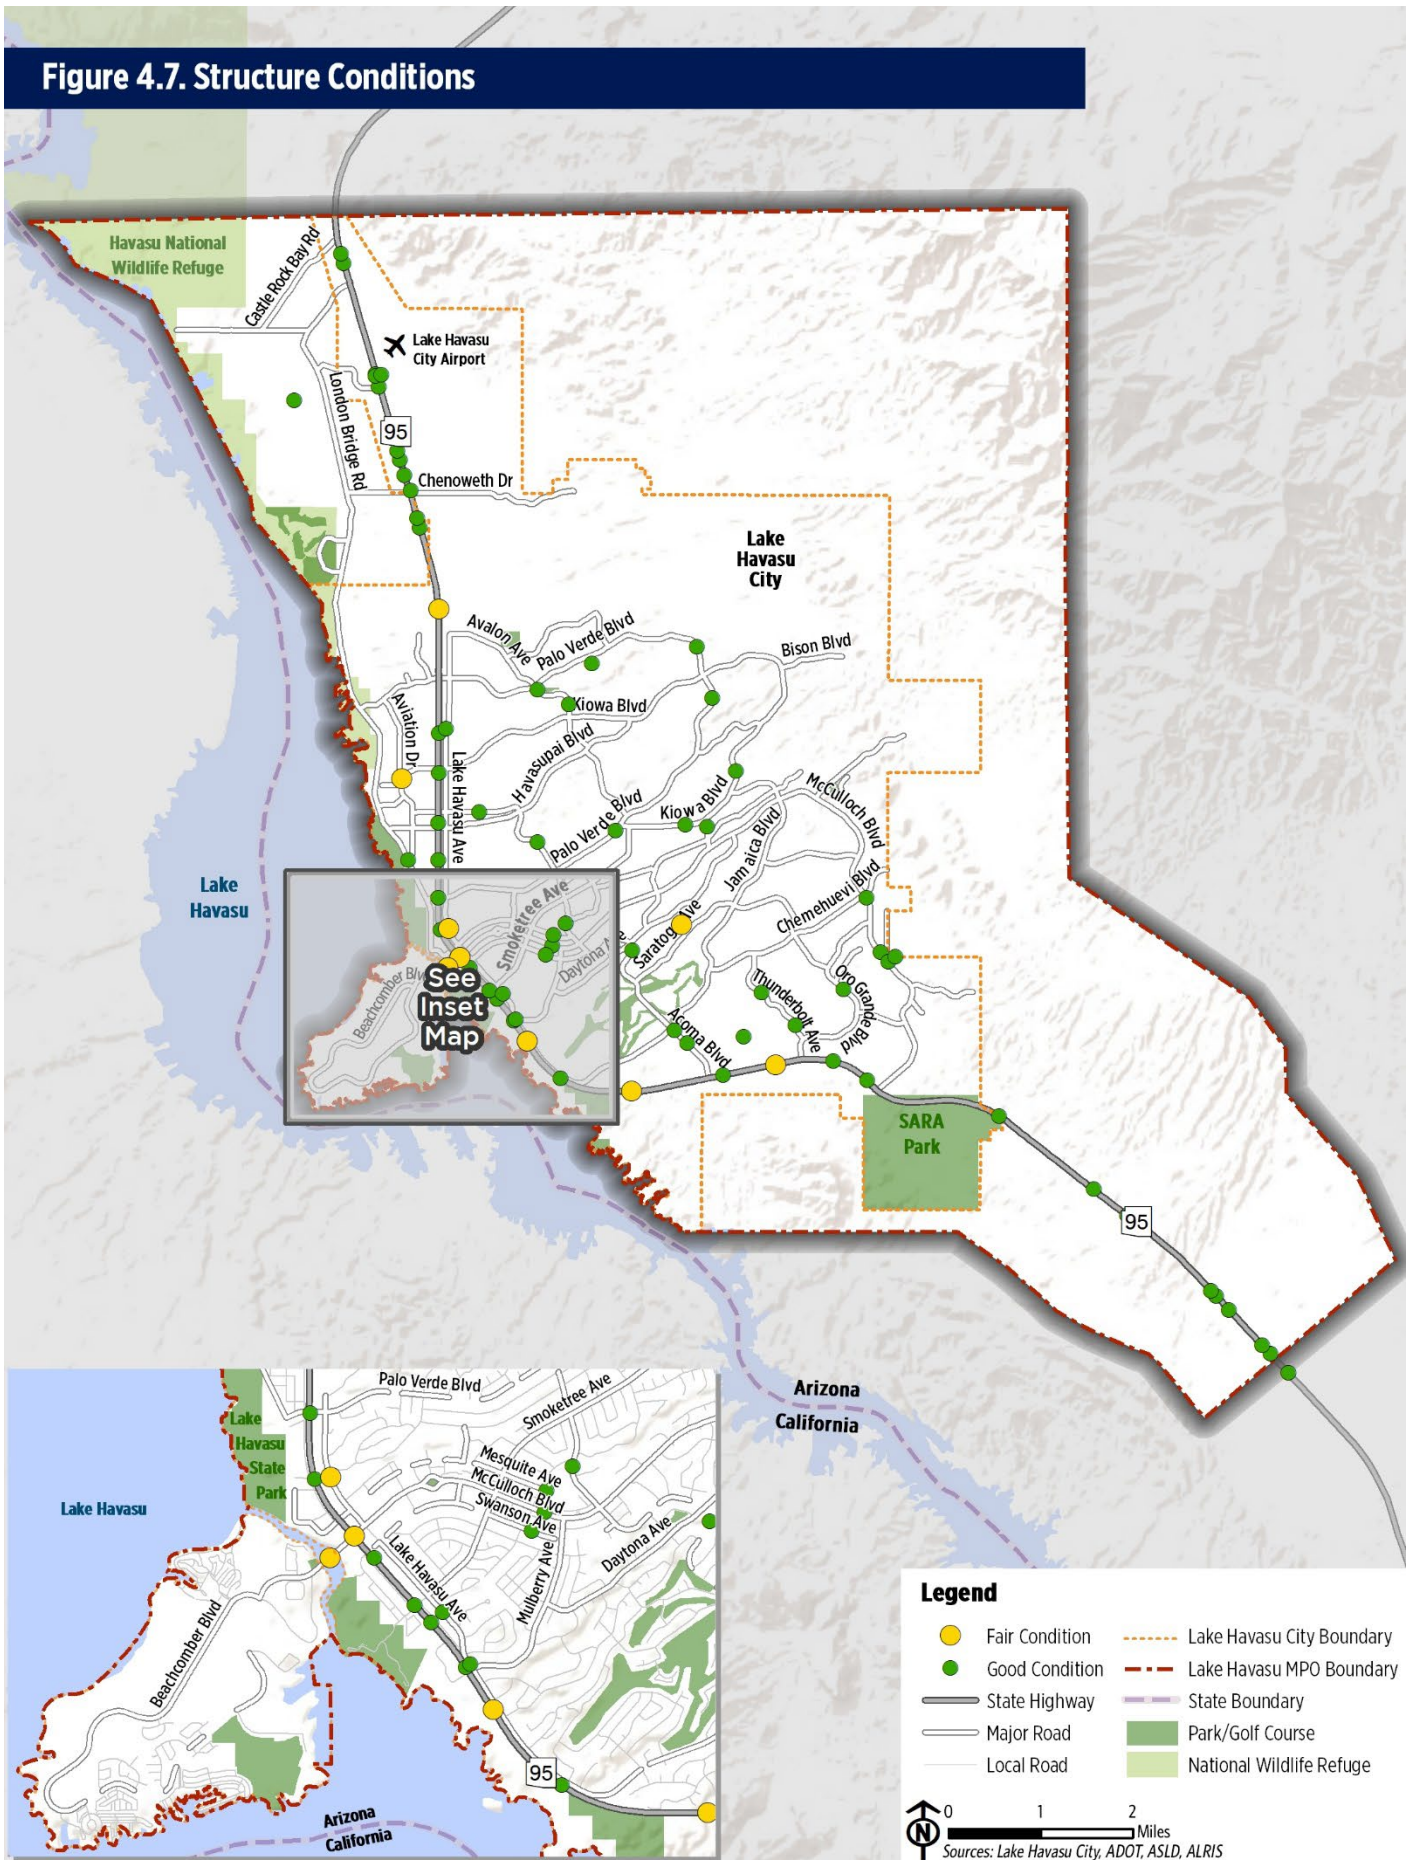 Figure 4.7. Structure Conditions
Havasu National
Wildlife Refuge
Castle Rock Bay Rd
Lake Havasu
City Airport
London Bridge Rd
95
Chenoweth Dr
Lake
Havasu
City
Avalon Ave
Palo Verde Blvd
Bison Blvd
Kiowa Blvd
Aviation Dr
Lake Havasu Ave
Havasupai Blvd
Palo Verde Blvd
Kiowa Blvd
McCulloch Blvd
Jamaica Blvd
Chemehuevi Blvd
Lake
Havasu
Smoketree Ave
Daytona Ave
Saratoga Ave
Beachcomber Blvd
See
Inset
Map
Thunderbolt Ave
Oro Grande Blvd
Acoma Blvd
SARA
Park
95
Arizona
California
Palo Verde Blvd
Smoketree Ave
Lake
Havasu
State
Park
Lake Havasu
Mesquite Ave
McCulloch Blvd
Swanson Ave
Daytona Ave
Lake Havasu Ave
Mulberry Ave
Beachcomber Blvd
95
Arizona
California
Legend
Fair Condition
Good Condition
State Highway
Major Road
Local Road
Lake Havasu City Boundary
Lake Havasu MPO Boundary
State Boundary
Park/Golf Course
National Wildlife Refuge
N
0 1 2
Miles
Sources: Lake Havasu City, ADOT, ASLD, ALRIS